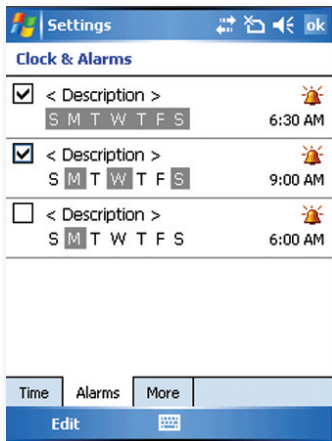 Settings
ok
Clock & Alarms
< Description >
S M T W T F S 6:30 AM
< Description >
S M T W T F S 9:00 AM
< Description >
S M T W T F S 6:00 AM
Time Alarms More
Edit